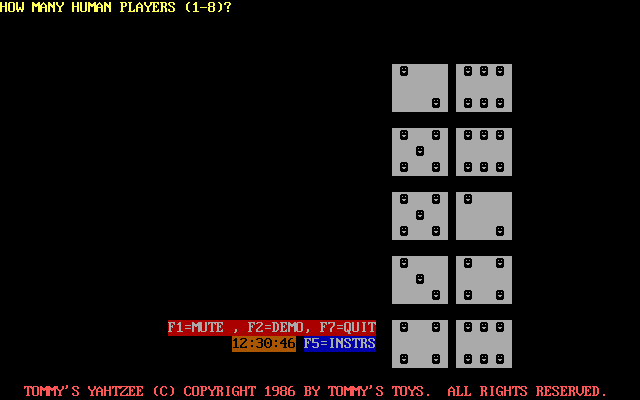 HOW MANY HUMAN PLAYERS (1-8)?
F1=MUTE , F2=DEMO, F7=QUIT
12:30:46 F5=INSTRS
TOMMY'S YAHTZEE (C) COPYRIGHT 1986 BY TOMMY'S TOYS.  ALL RIGHTS RESERVED.